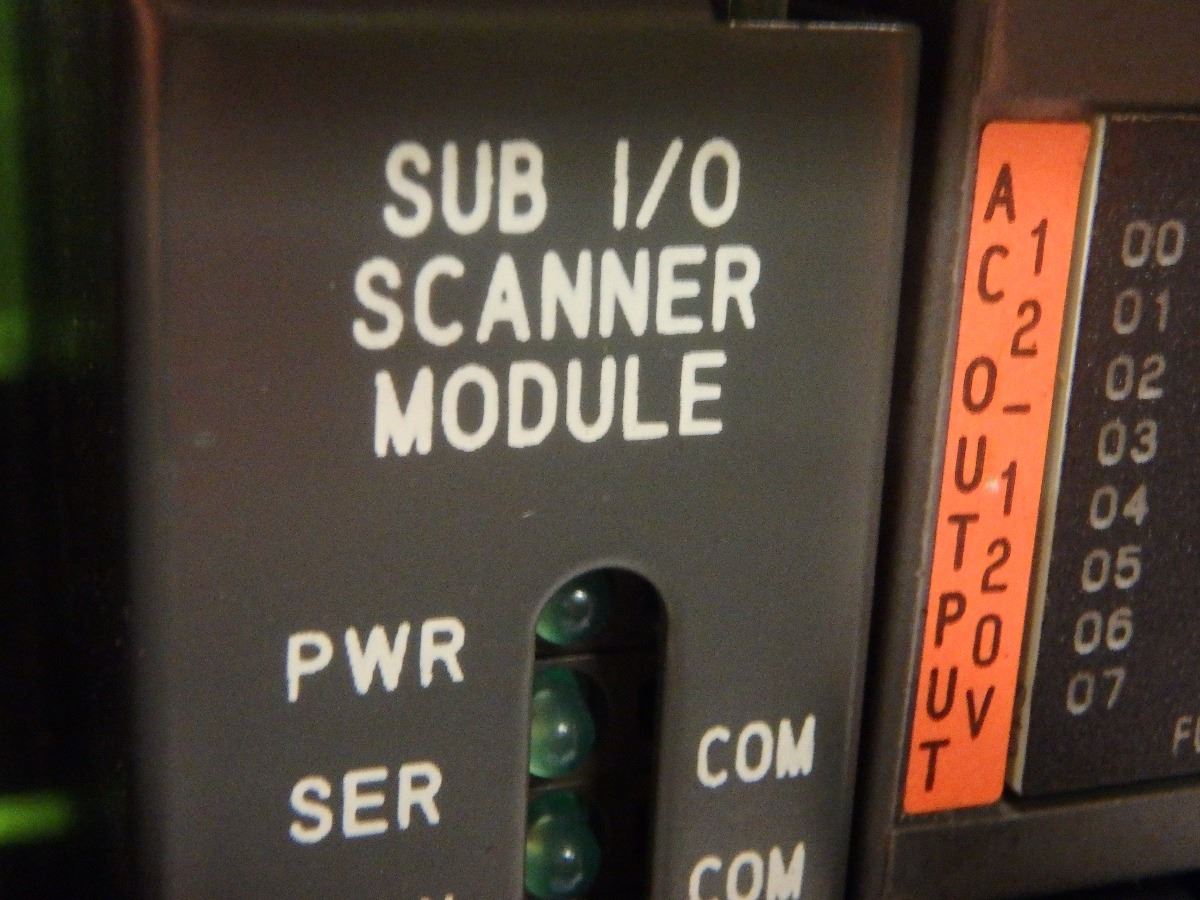 SUB I/O
SCANNER
MODULE
PWR
SER
COM
COM
AC OUTPUT
12-120V
00
01
02
03
04
05
06
07